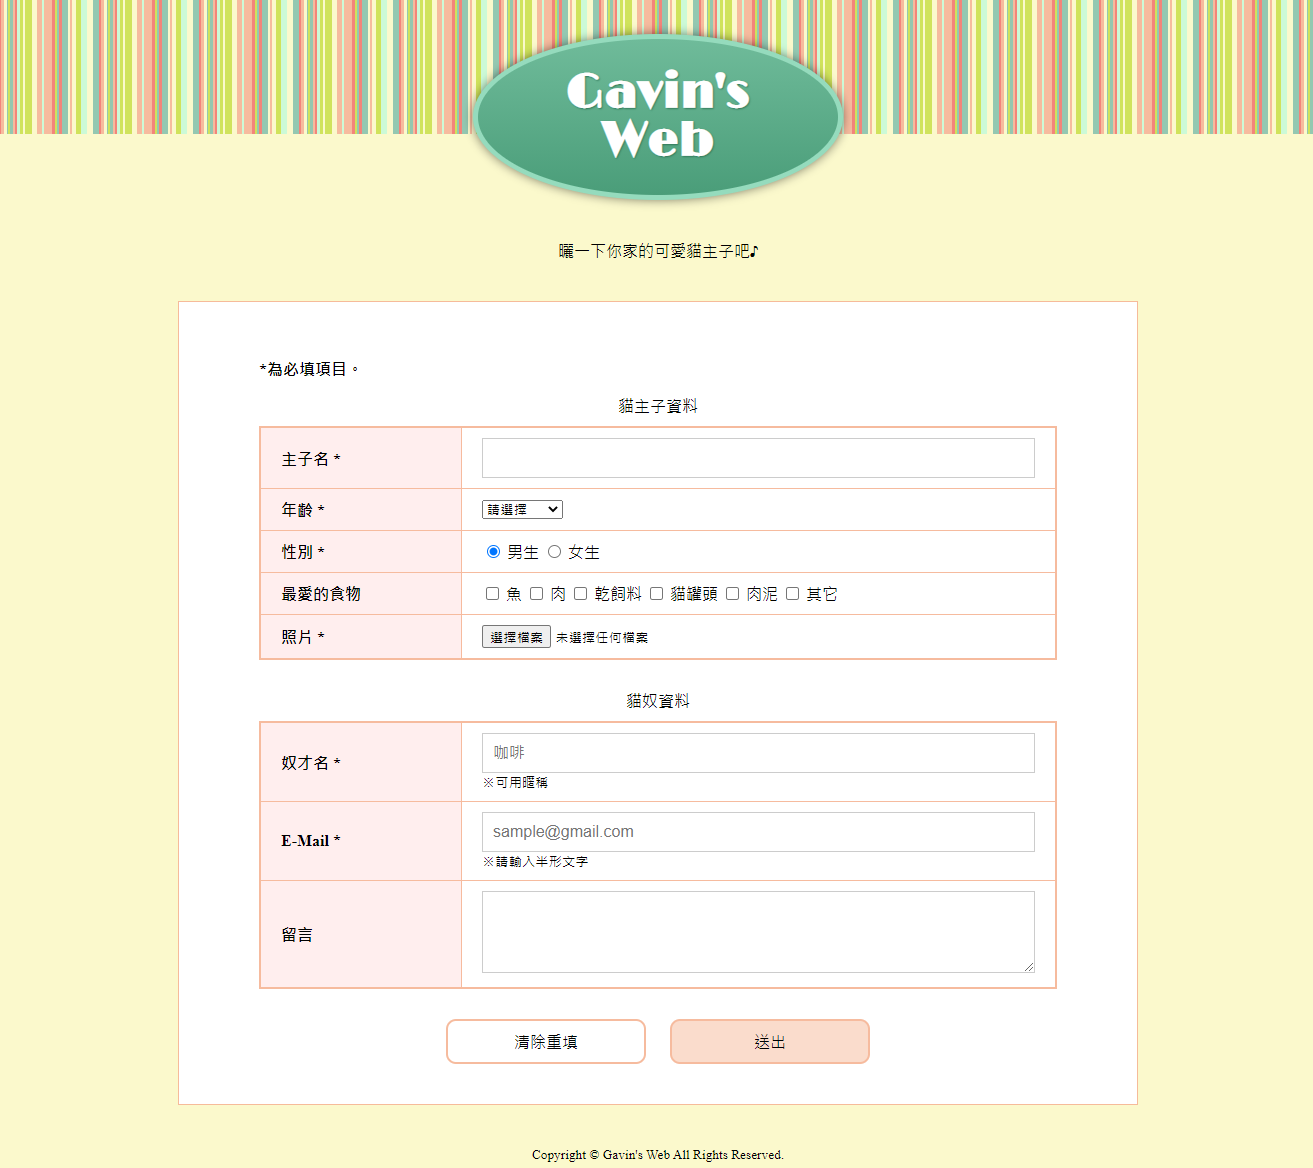 Gavin's
Web
曬一下你家的可愛貓主子吧♪
*為必填項目。
貓主子資料
主子名 *
年齡 *
請選擇
性別 *
男生 女生
最愛的食物
魚 肉 乾飼料 貓罐頭 肉泥 其它
照片 *
選擇檔案 未選擇任何檔案
貓奴資料
奴才名 *
咖啡
※可用暱稱
E-Mail *
sample@gmail.com
※請輸入半形文字
留言
清除重填 送出
Copyright © Gavin's Web All Rights Reserved.